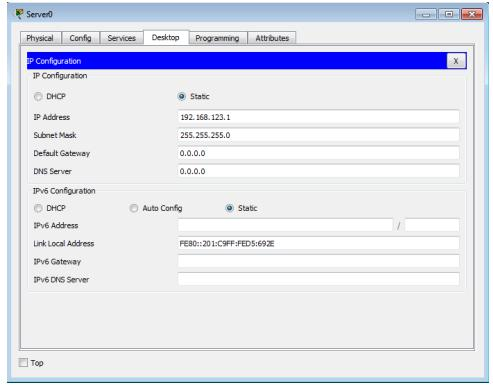 Server0
Physical Config Services Desktop Programming Attributes
IP Configuration X
IP Configuration
DHCP Static
IP Address 192.168.123.1
Subnet Mask 255.255.255.0
Default Gateway 0.0.0.0
DNS Server 0.0.0.0
IPv6 Configuration
DHCP Auto Config Static
IPv6 Address /
Link Local Address FE80::201:C9FF:FED5:692E
IPv6 Gateway
IPv6 DNS Server
Top